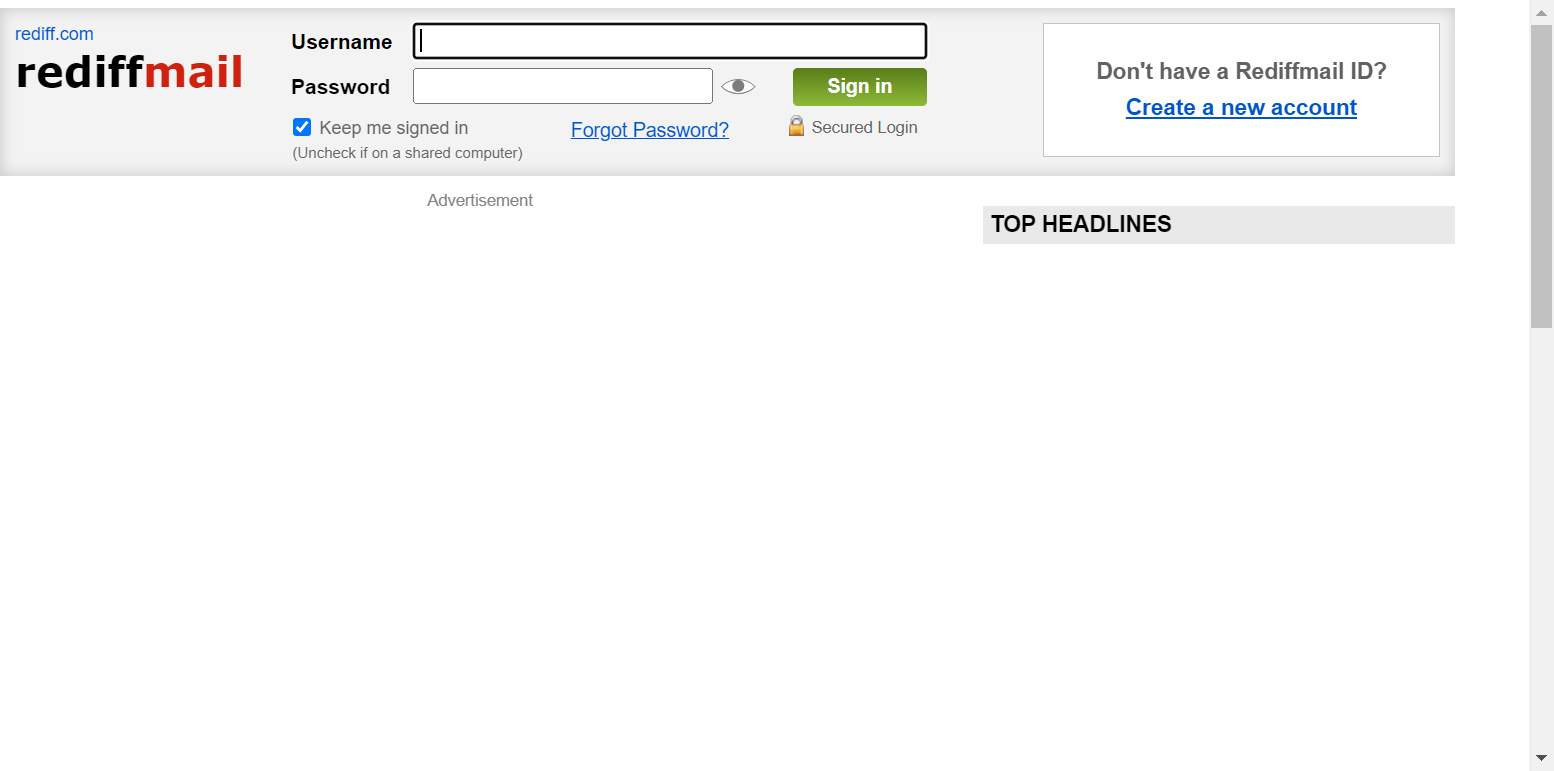 rediff.com
rediffmail
Username
Password
Sign in
Keep me signed in
(Uncheck if on a shared computer)
Forgot Password?
Secured Login
Don't have a Rediffmail ID?
Create a new account
Advertisement
TOP HEADLINES